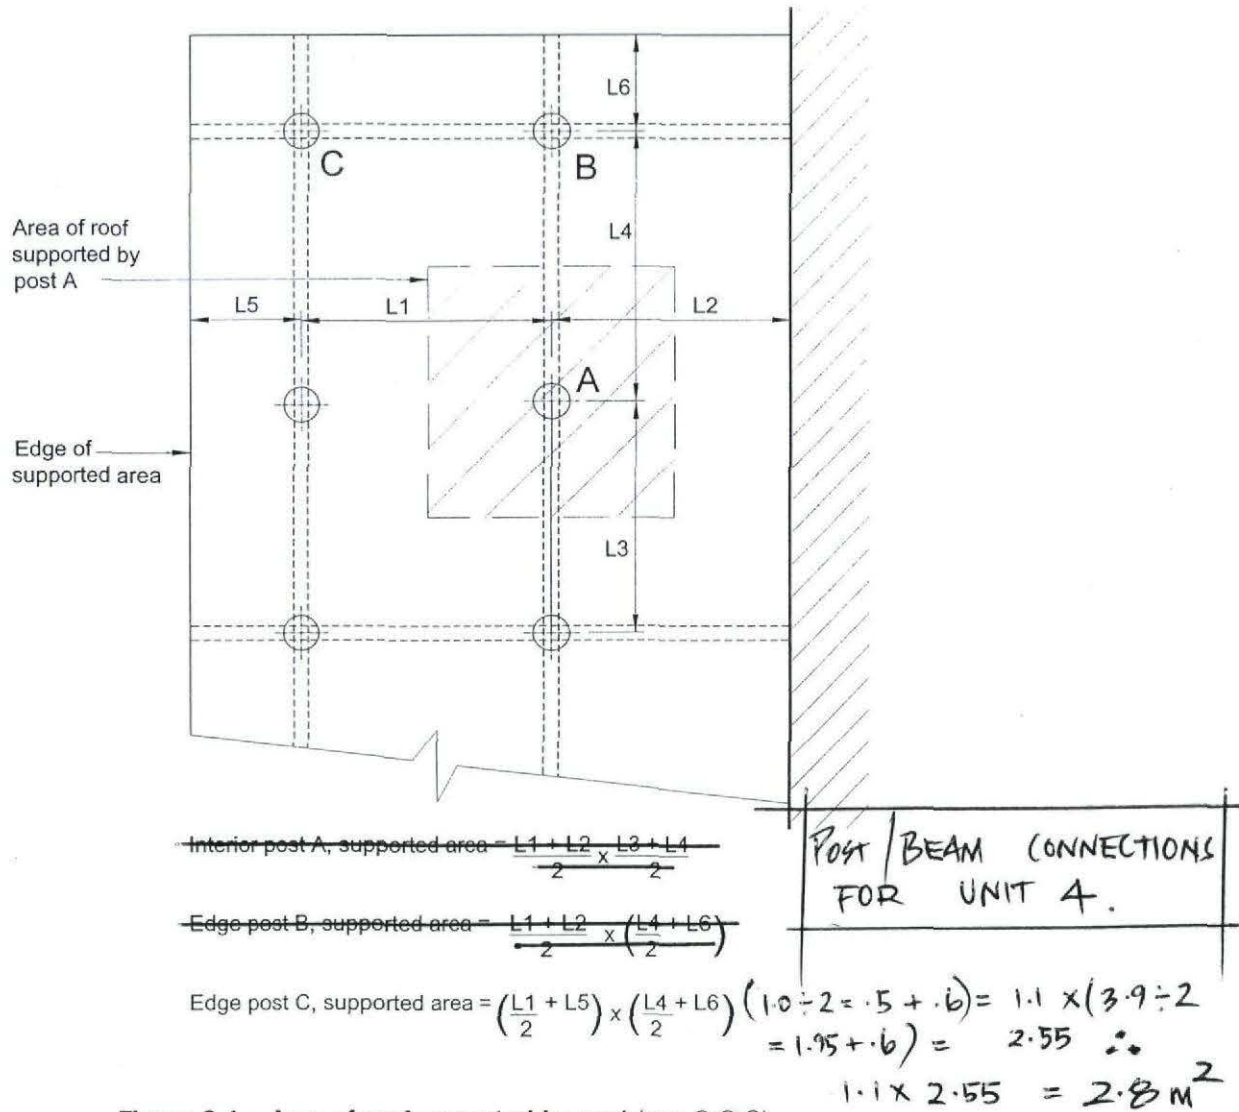 L6
C
B
Area of roof
supported by
post A
L4
L5
L1
L2
A
Edge of
supported area
L3
Interior post A, supported area = L1 + L2 / 2 x L3 + L4 / 2
Edge post B, supported area = L1 + L2 / 2 x (L4 / 2 + L6)
POST / BEAM CONNECTIONS
FOR UNIT 4.
Edge post C, supported area = (L1 / 2 + L5) x (L4 / 2 + L6) (1.0 ÷ 2 = .5 + .6) = 1.1 x (3.9 ÷ 2
= 1.95 + .6) = 2.55 ∴
1.1 x 2.55 = 2.8 m²